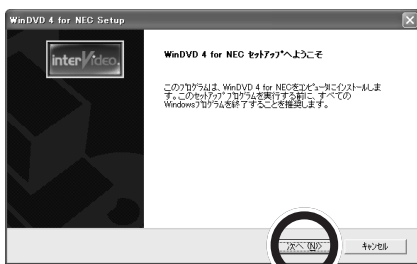 WinDVD 4 for NEC Setup
InterVideo
WinDVD 4 for NEC ｾｯﾄｱｯﾌﾟへようこそ
このﾌﾟﾛｸﾞﾗﾑは、WinDVD 4 for NECをｺﾝﾋﾟｭｰﾀにｲﾝｽﾄｰﾙしま
す。このｾｯﾄｱｯﾌﾟ ﾌﾟﾛｸﾞﾗﾑを実行する前に、すべての
Windowsﾌﾟﾛｸﾞﾗﾑを終了することを推奨します。
次へ(N)>
ｷｬﾝｾﾙ